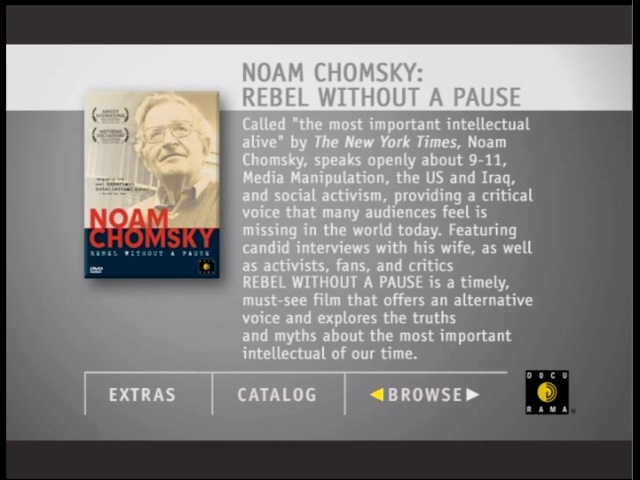 NOAM CHOMSKY:
REBEL WITHOUT A PAUSE
Called "the most important intellectual
alive" by The New York Times, Noam
Chomsky, speaks openly about 9-11,
Media Manipulation, the US and Iraq,
and social activism, providing a critical
voice that many audiences feel is
missing in the world today. Featuring
candid interviews with his wife, as well
as activists, fans, and critics
REBEL WITHOUT A PAUSE is a timely,
must-see film that offers an alternative
voice and explores the truths
and myths about the most important
intellectual of our time.
NOAM
CHOMSKY
REBEL WITHOUT A PAUSE
DVD
EXTRAS
CATALOG
BROWSE
DOCU
RAMA